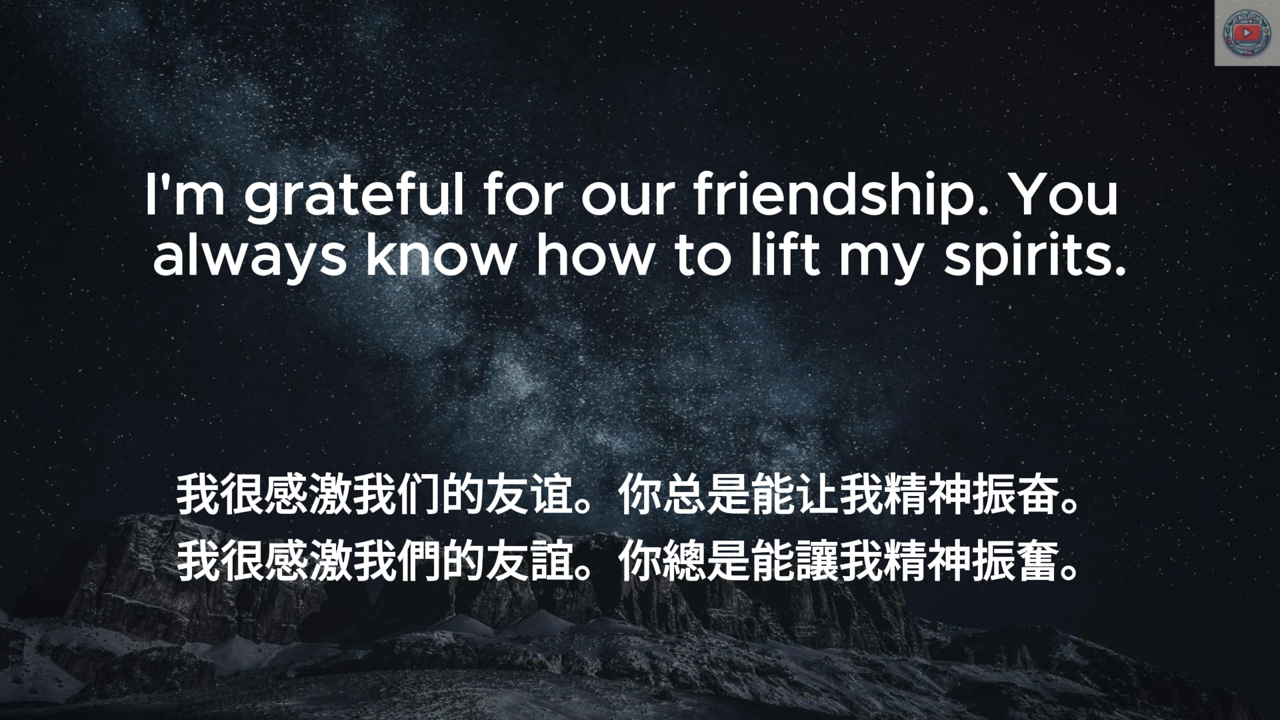 I'm grateful for our friendship. You
always know how to lift my spirits.
我很感激我们的友谊。你总是能让我精神振奋。
我很感激我們的友誼。你總是能讓我精神振奮。